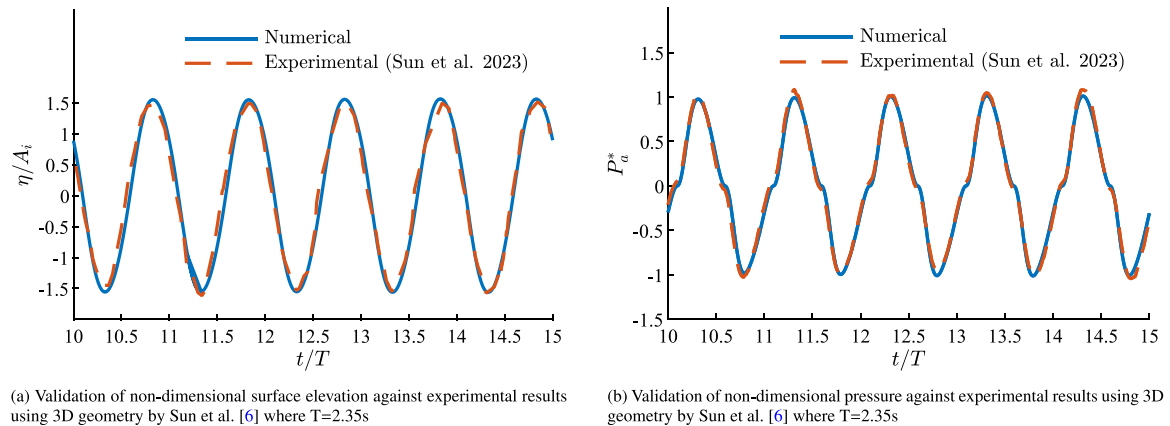 Numerical
Experimental (Sun et al. 2023)
1.5
1
0.5
0
-0.5
-1
-1.5
η/A_i
10 10.5 11 11.5 12 12.5 13 13.5 14 14.5 15
t/T
(a) Validation of non-dimensional surface elevation against experimental results
using 3D geometry by Sun et al. [6] where T=2.35s
Numerical
Experimental (Sun et al. 2023)
1.5
1
0.5
0
-0.5
-1
-1.5
P_a^*
10 10.5 11 11.5 12 12.5 13 13.5 14 14.5 15
t/T
(b) Validation of non-dimensional pressure against experimental results using 3D
geometry by Sun et al. [6] where T=2.35s